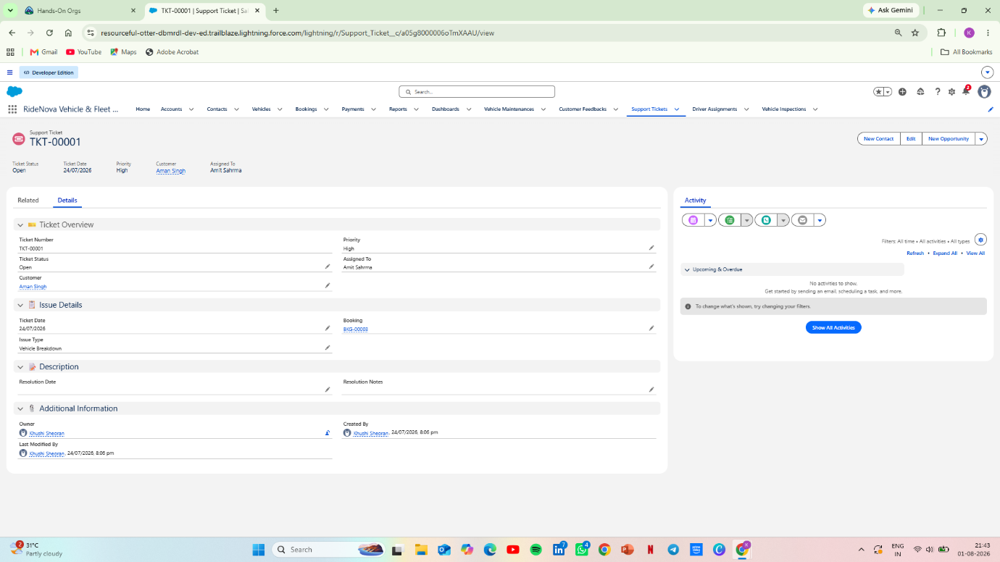 Hands-On Orgs
TKT-00001 | Support Ticket | Sal
Ask Gemini
resourceful-otter-dbmrdl-dev-ed.trailblaze.lightning.force.com/lightning/r/Support_Ticket__c/a05g8000006oTmXAAU/view
K
Gmail
YouTube
Maps
Adobe Acrobat
All Bookmarks
Developer Edition
Search...
2
RideNova Vehicle & Fleet ...
Home
Accounts
Contacts
Vehicles
Bookings
Payments
Reports
Dashboards
Vehicle Maintenances
Customer Feedbacks
Support Tickets
Driver Assignments
Vehicle Inspections
Support Ticket
TKT-00001
New Contact
Edit
New Opportunity
Ticket Status
Open
Ticket Date
24/07/2026
Priority
High
Customer
Aman Singh
Assigned To
Amit Sahrma
Related
Details
Ticket Overview
Ticket Number
TKT-00001
Priority
High
Ticket Status
Open
Assigned To
Amit Sahrma
Customer
Aman Singh
Issue Details
Ticket Date
24/07/2026
Booking
BKG-00003
Issue Type
Vehicle Breakdown
Description
Resolution Date
Resolution Notes
Additional Information
Owner
Khushi Sheoran
Created By
Khushi Sheoran, 24/07/2026, 8:06 pm
Last Modified By
Khushi Sheoran, 24/07/2026, 8:06 pm
Activity
Filters: All time • All activities • All types
Refresh • Expand All • View All
Upcoming & Overdue
No activities to show.
Get started by sending an email, scheduling a task, and more.
To change what's shown, try changing your filters.
Show All Activities
2
31°C
Partly cloudy
Search
7
4
K
ENG
IN
21:43
01-08-2026